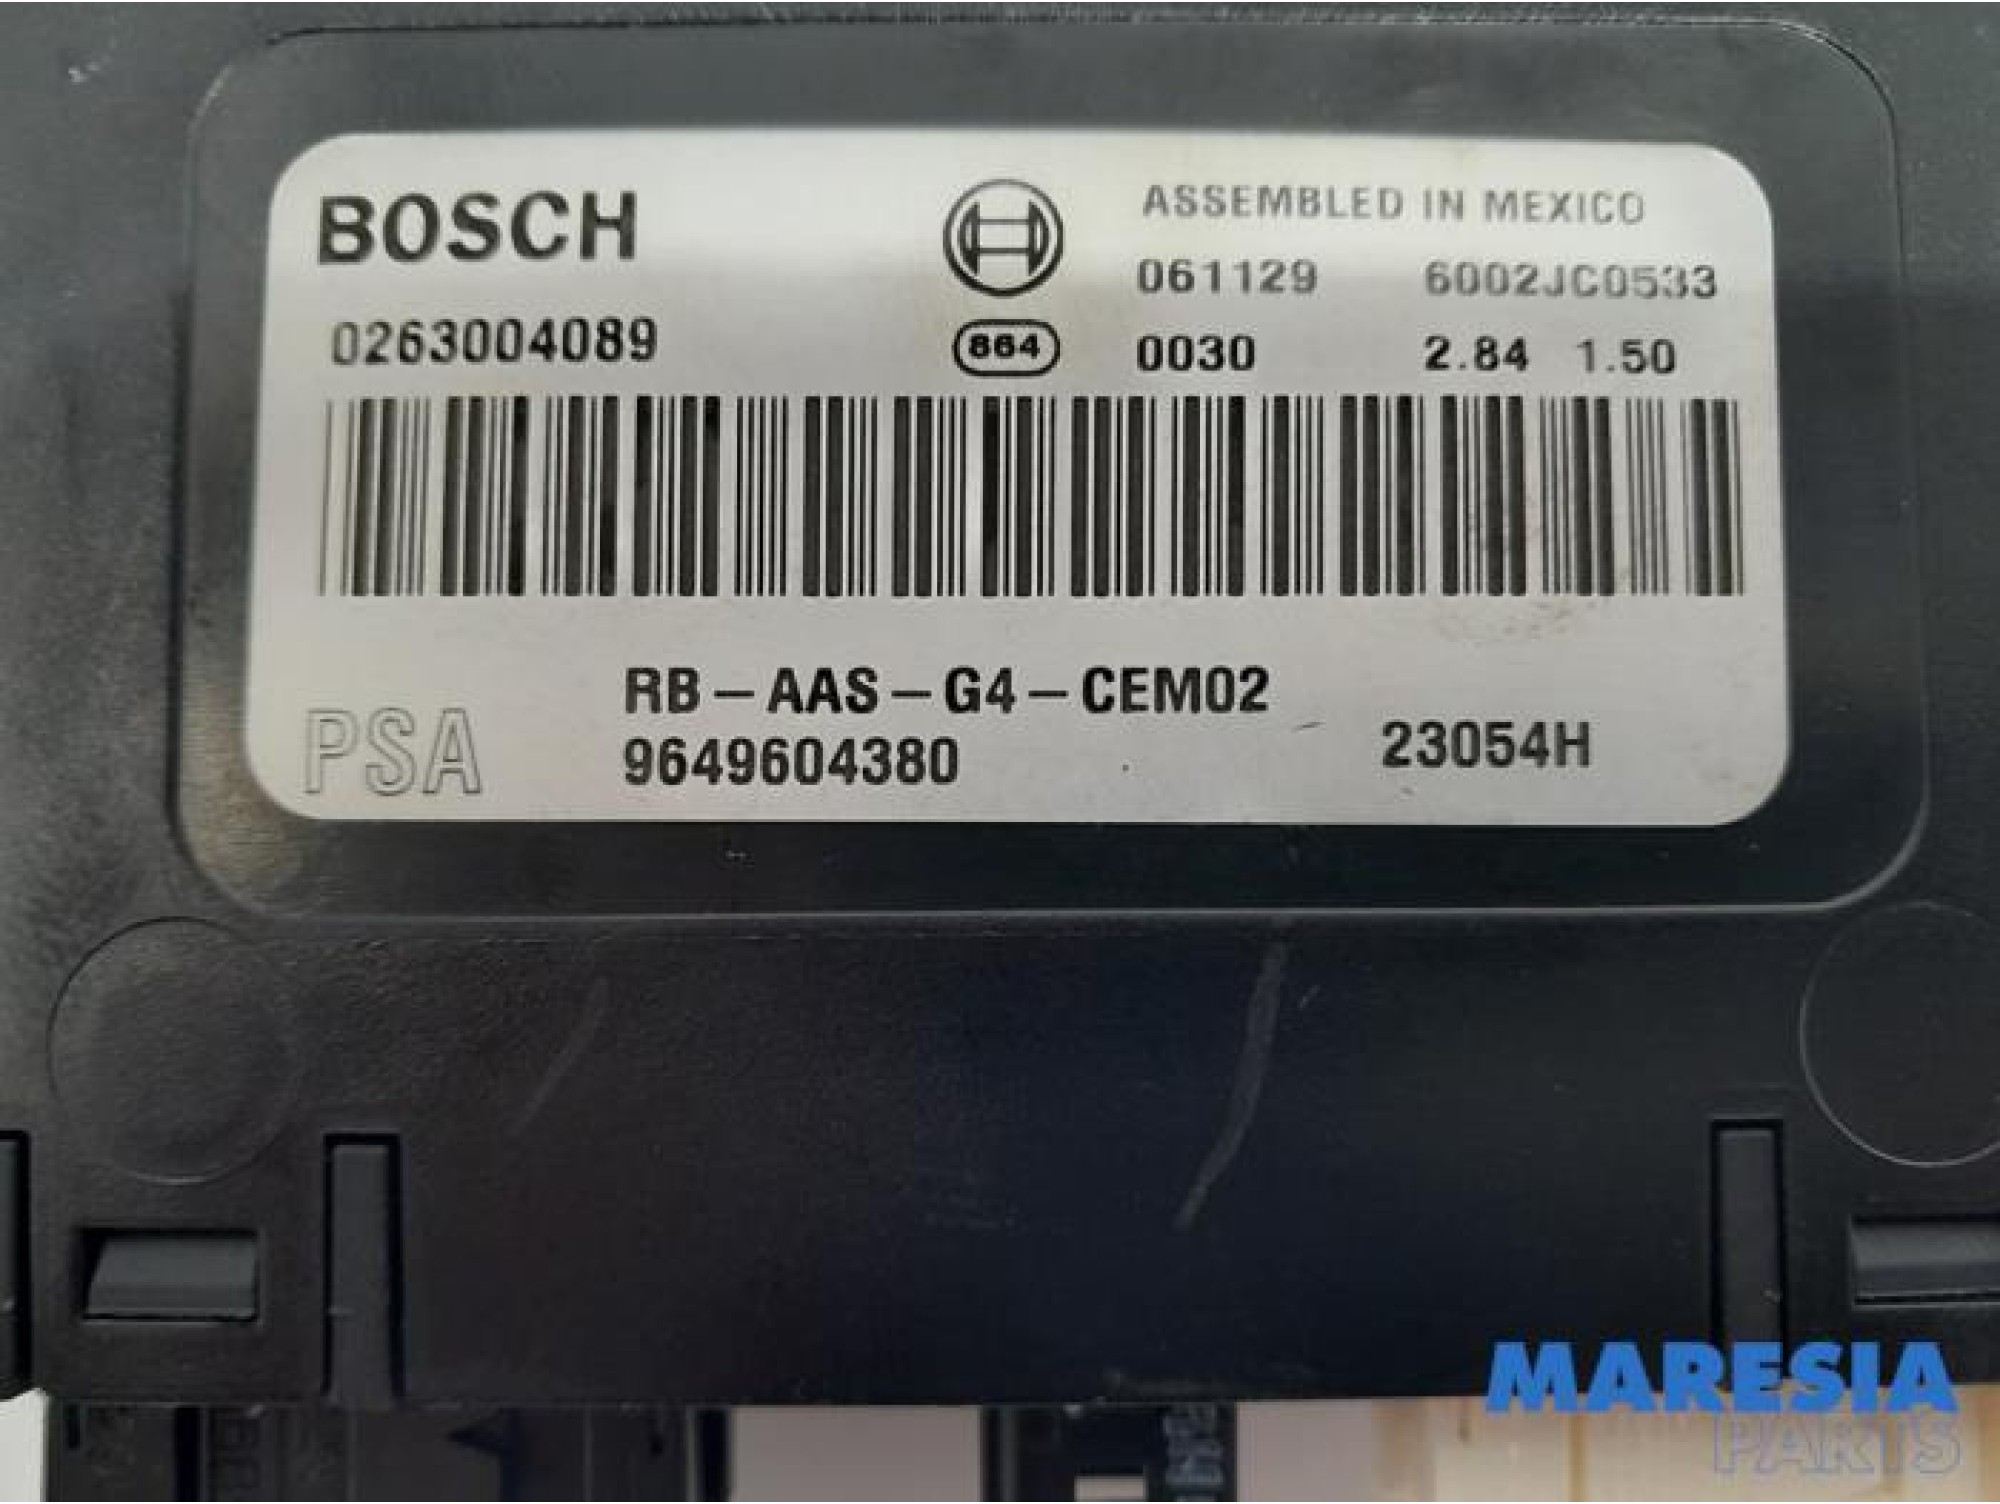 BOSCH
ASSEMBLED IN MEXICO
061129 6002JC0533
0263004089 864 0030 2.84 1.50
RB-AAS-G4-CEM02
PSA 9649604380 23054H
MARESIA
PARTS